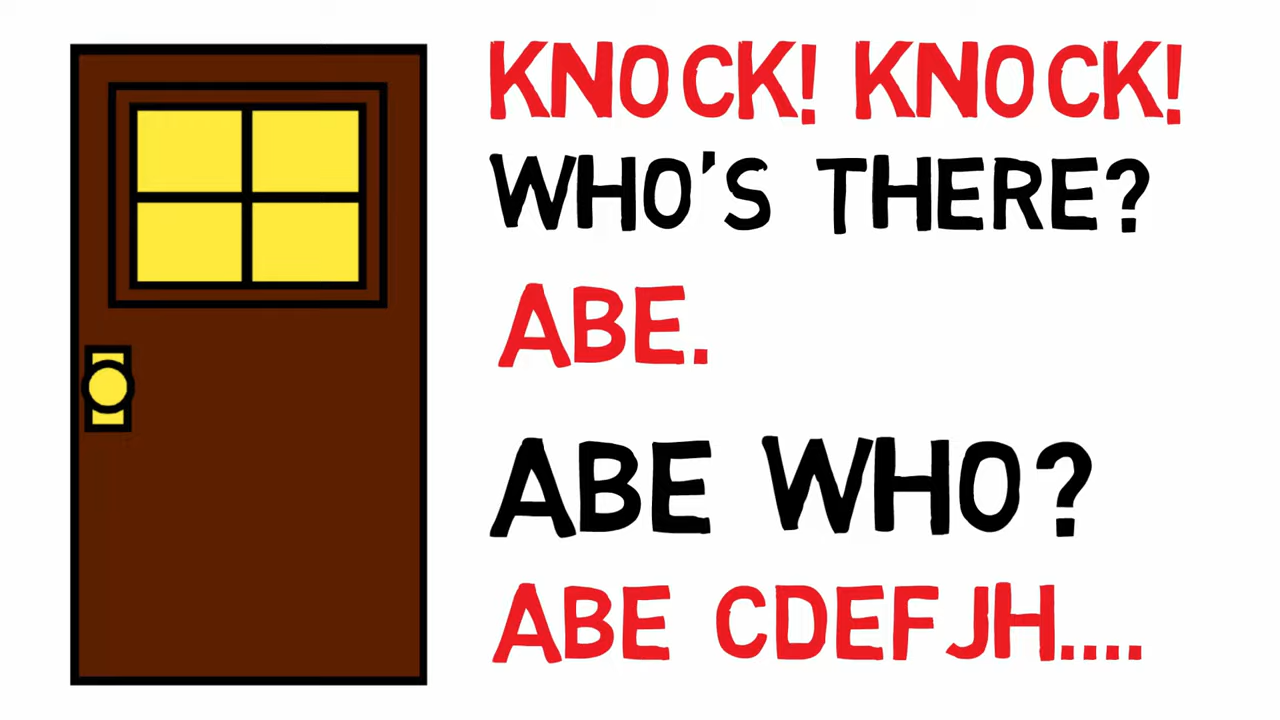 KNOCK! KNOCK!
WHO'S THERE?
ABE.
ABE WHO?
ABE CDEFJH....